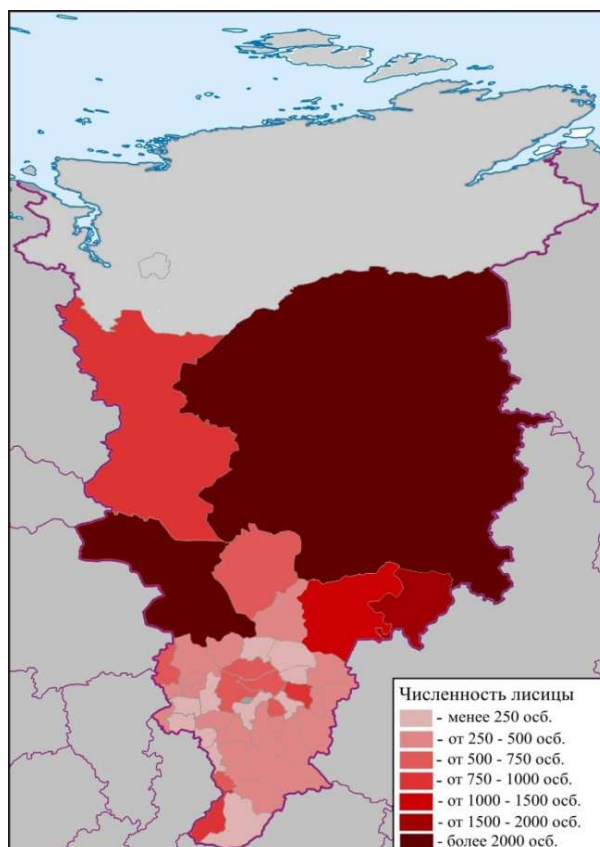 Численность лисицы
- менее 250 осб.
- от 250 - 500 осб.
- от 500 - 750 осб.
- от 750 - 1000 осб.
- от 1000 - 1500 осб.
- от 1500 - 2000 осб.
- более 2000 осб.